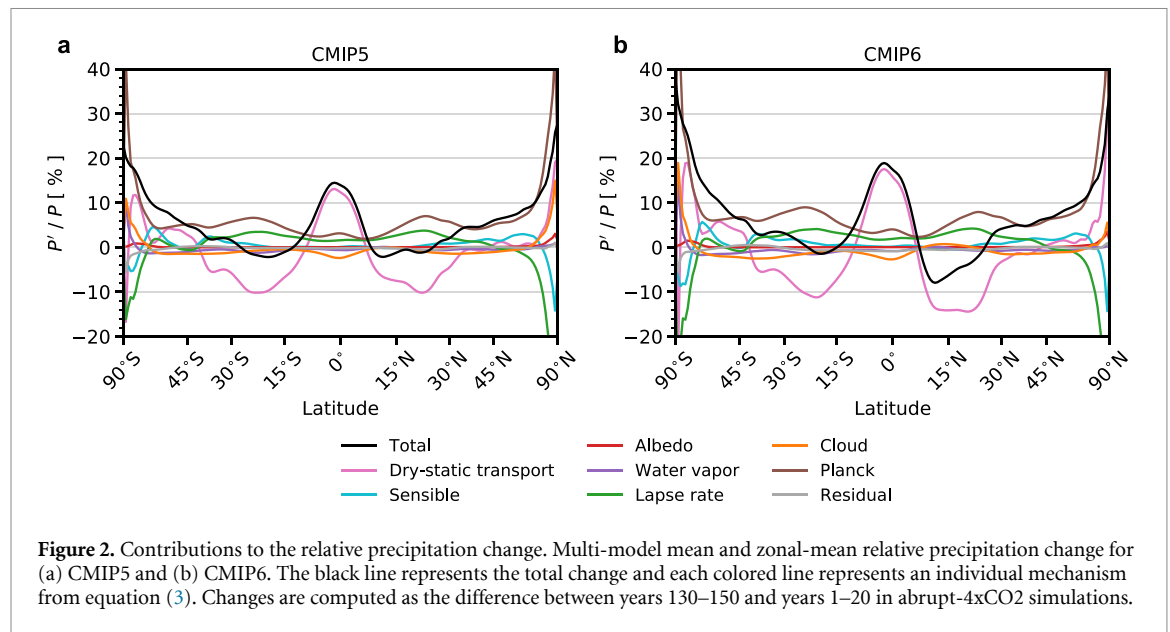 a
CMIP5
40
30
20
10
0
−10
−20
P′ / P [ % ]
90°S
45°S
30°S
15°S
0°
15°N
30°N
45°N
90°N
Latitude
b
CMIP6
40
30
20
10
0
−10
−20
P′ / P [ % ]
90°S
45°S
30°S
15°S
0°
15°N
30°N
45°N
90°N
Latitude
Total
Dry-static transport
Sensible
Albedo
Water vapor
Lapse rate
Cloud
Planck
Residual
Figure 2. Contributions to the relative precipitation change. Multi-model mean and zonal-mean relative precipitation change for
(a) CMIP5 and (b) CMIP6. The black line represents the total change and each colored line represents an individual mechanism
from equation (3). Changes are computed as the difference between years 130–150 and years 1–20 in abrupt-4xCO2 simulations.